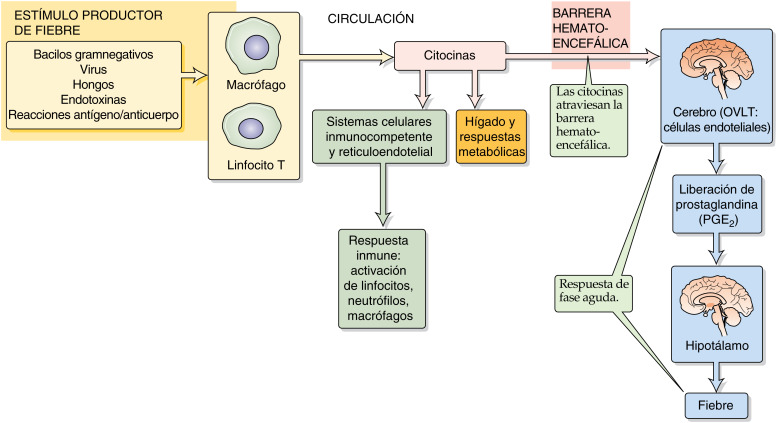 ESTÍMULO PRODUCTOR
DE FIEBRE
Bacilos gramnegativos
Virus
Hongos
Endotoxinas
Reacciones antígeno/anticuerpo
Macrófago
Linfocito T
CIRCULACIÓN
Citocinas
Sistemas celulares
inmunocompetente
y reticuloendotelial
Hígado y
respuestas
metabólicas
Respuesta
inmune:
activación
de linfocitos,
neutrófilos,
macrófagos
BARRERA
HEMATO-
ENCEFÁLICA
Las citocinas
atraviesan la
barrera
hemato-
encefálica.
Cerebro (OVLT:
células endoteliales)
Liberación de
prostaglandina
(PGE2)
Respuesta de
fase aguda.
Hipotálamo
Fiebre